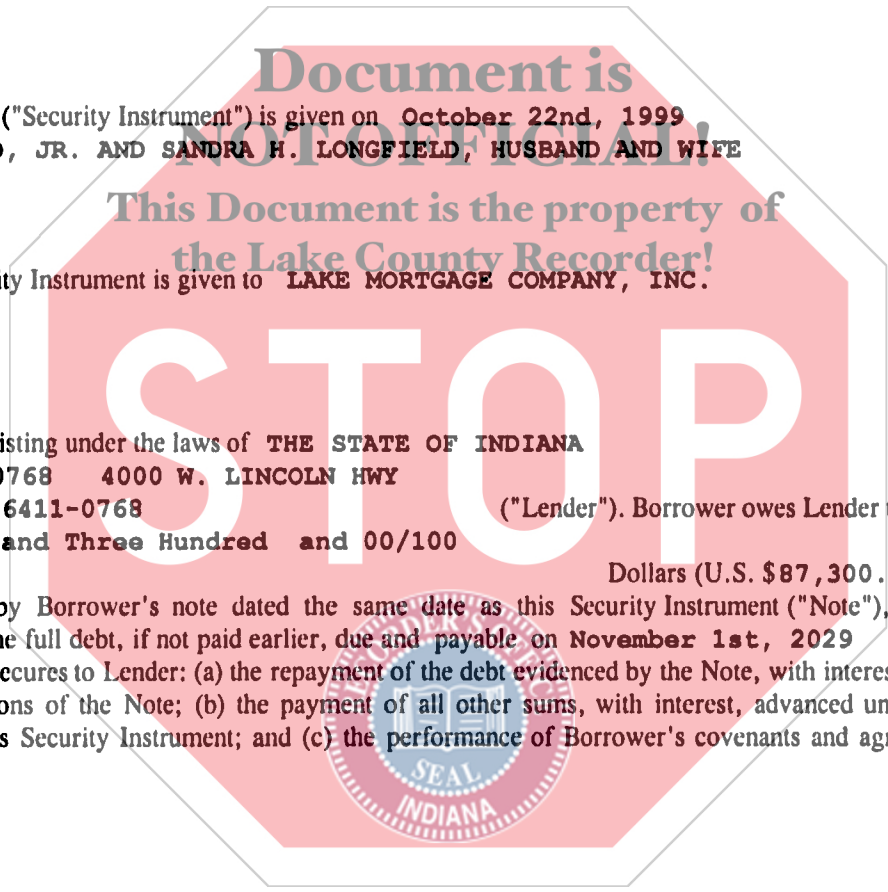 Document is
("Security Instrument") is given on October 22nd, 1999
NOT OFFICIAL!
, JR. AND SANDRA H. LONGFIELD, HUSBAND AND WIFE
This Document is the property of
the Lake County Recorder!
ity Instrument is given to LAKE MORTGAGE COMPANY, INC.
STOP
isting under the laws of THE STATE OF INDIANA
0768 4000 W. LINCOLN HWY
6411-0768 ("Lender"). Borrower owes Lender
and Three Hundred and 00/100
Dollars (U.S. $87,300.
by Borrower's note dated the same date as this Security Instrument ("Note"),
e full debt, if not paid earlier, due and payable on November 1st, 2029
ecures to Lender: (a) the repayment of the debt evidenced by the Note, with interes
ons of the Note; (b) the payment of all other sums, with interest, advanced un
s Security Instrument; and (c) the performance of Borrower's covenants and agr
SEAL
INDIANA